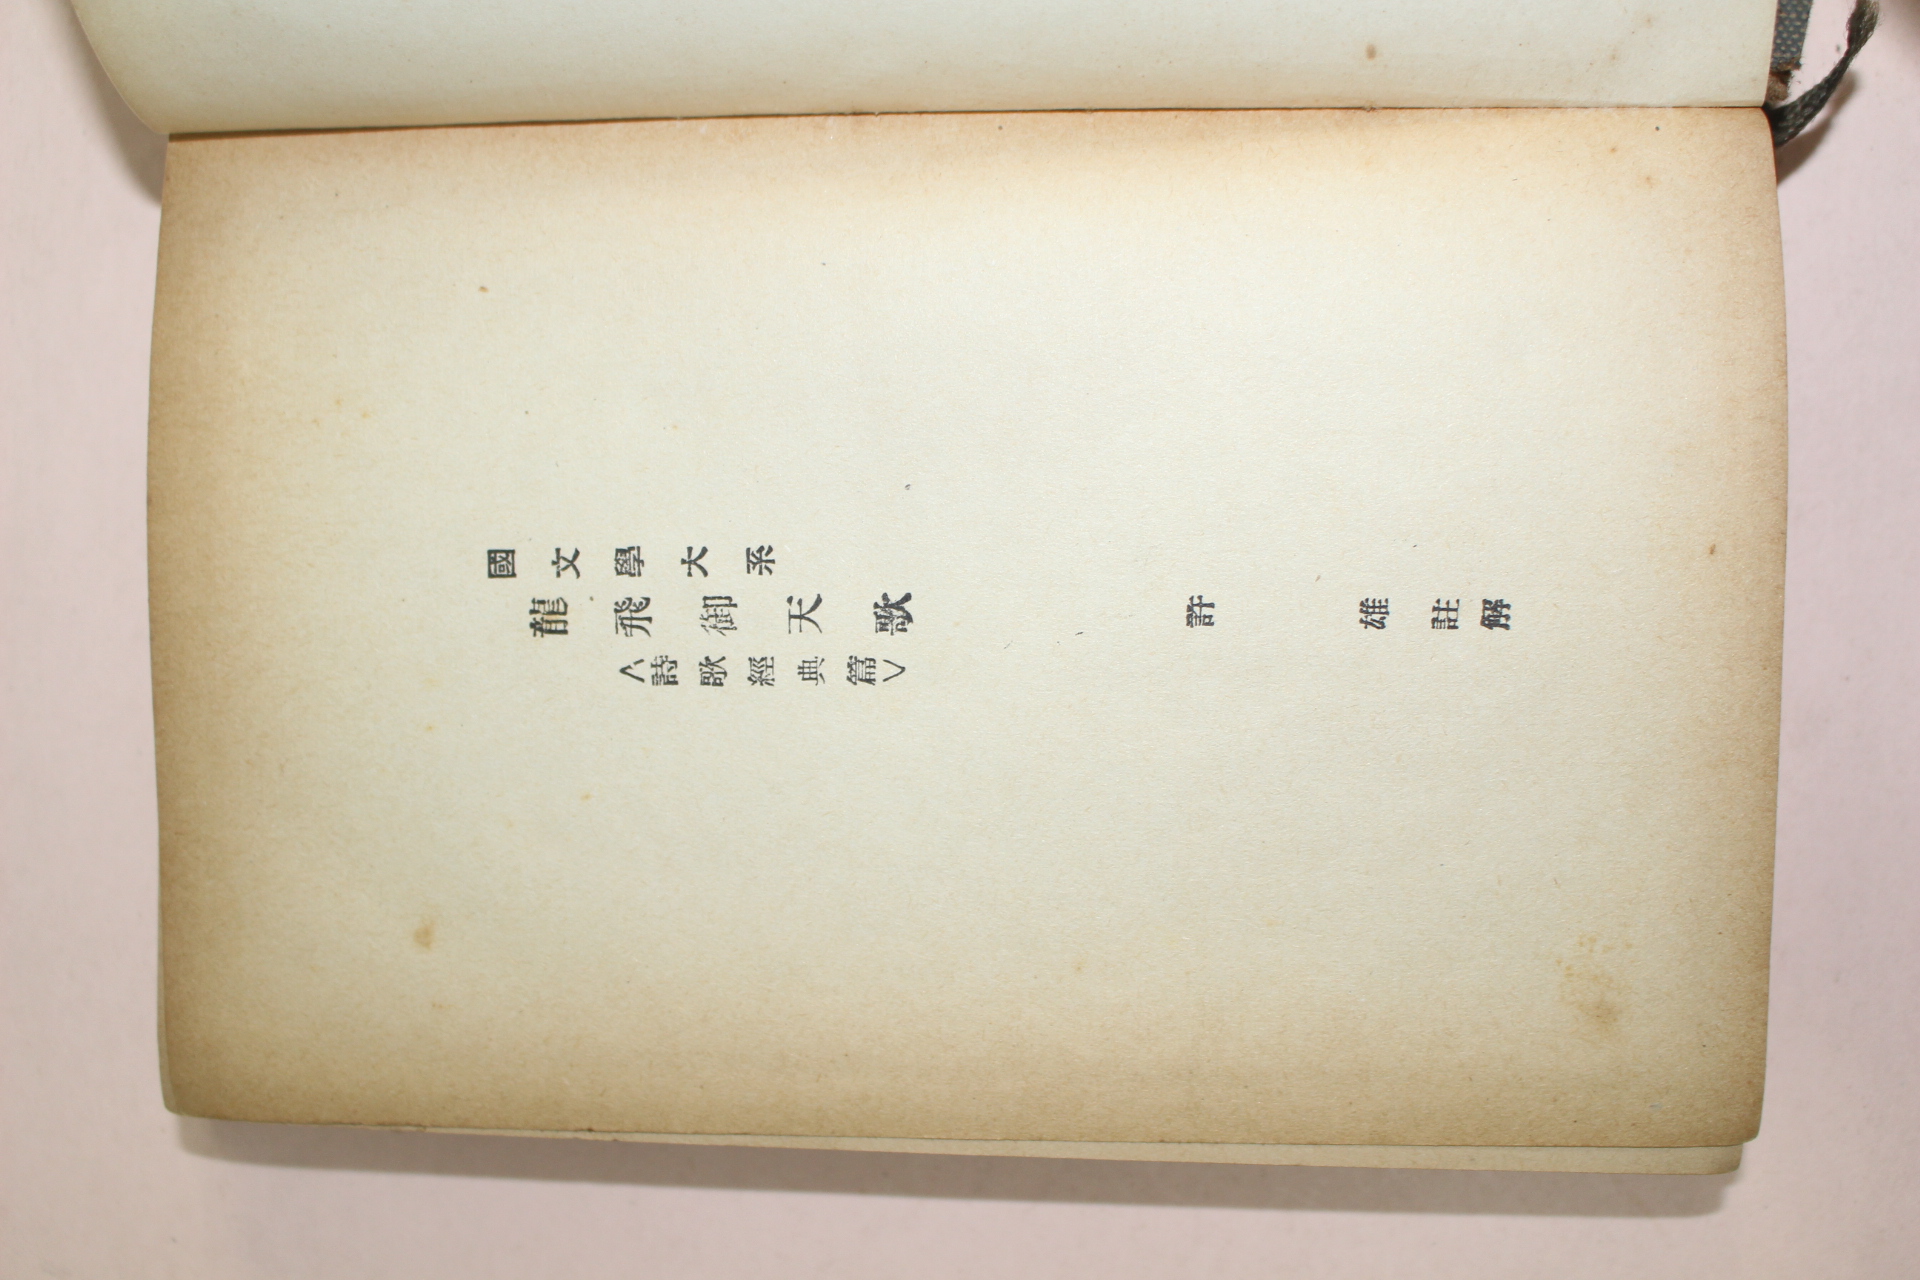 國文學大系
龍飛御天歌
<詩歌經典篇>
許雄註解